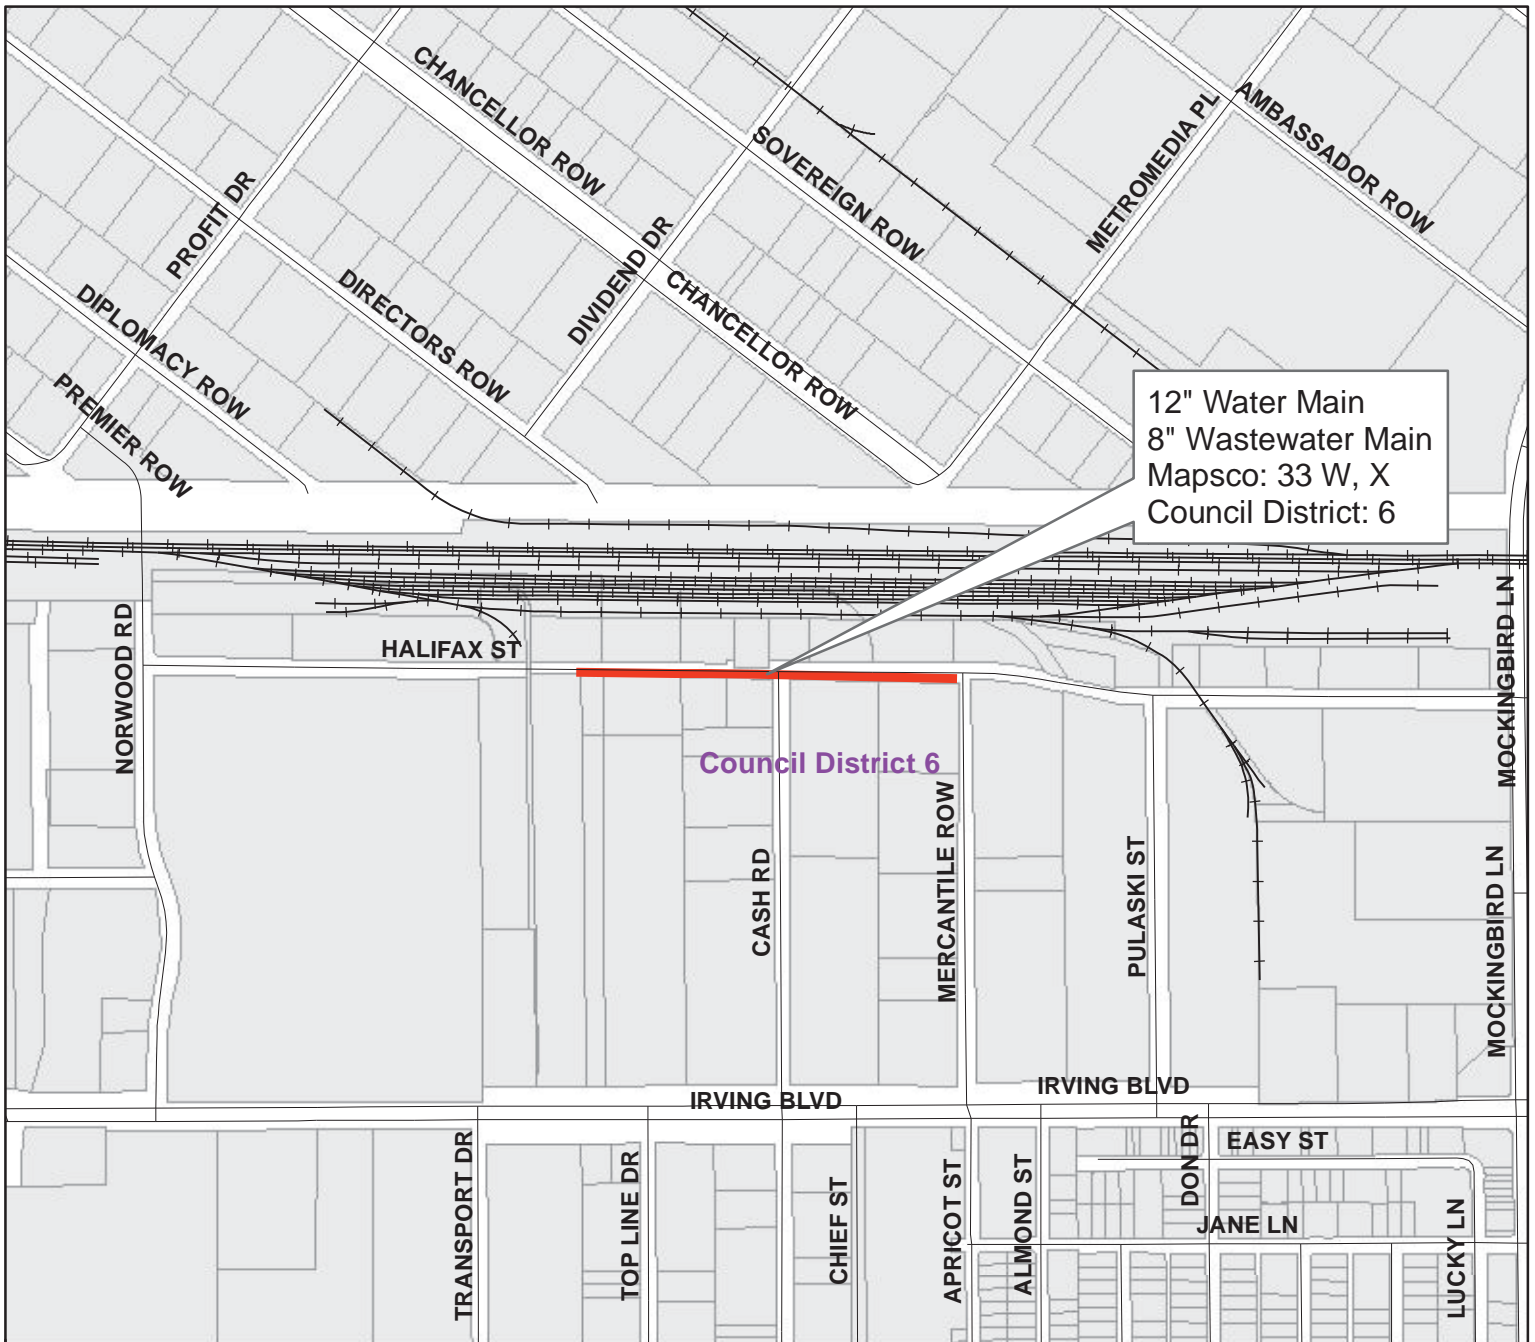 CHANCELLOR ROW
SOVEREIGN ROW
METROMEDIA PL
AMBASSADOR ROW
PROFIT DR
DIVIDEND DR
DIPLOMACY ROW
DIRECTORS ROW
CHANCELLOR ROW
PREMIER ROW
12" Water Main
8" Wastewater Main
Mapsco: 33 W, X
Council District: 6
NORWOOD RD
HALIFAX ST
MOCKINGBIRD LN
Council District 6
CASH RD
MERCANTILE ROW
PULASKI ST
MOCKINGBIRD LN
IRVING BLVD
IRVING BLVD
TRANSPORT DR
TOP LINE DR
CHIEF ST
APRICOT ST
ALMOND ST
DON DR
EASY ST
JANE LN
LUCKY LN